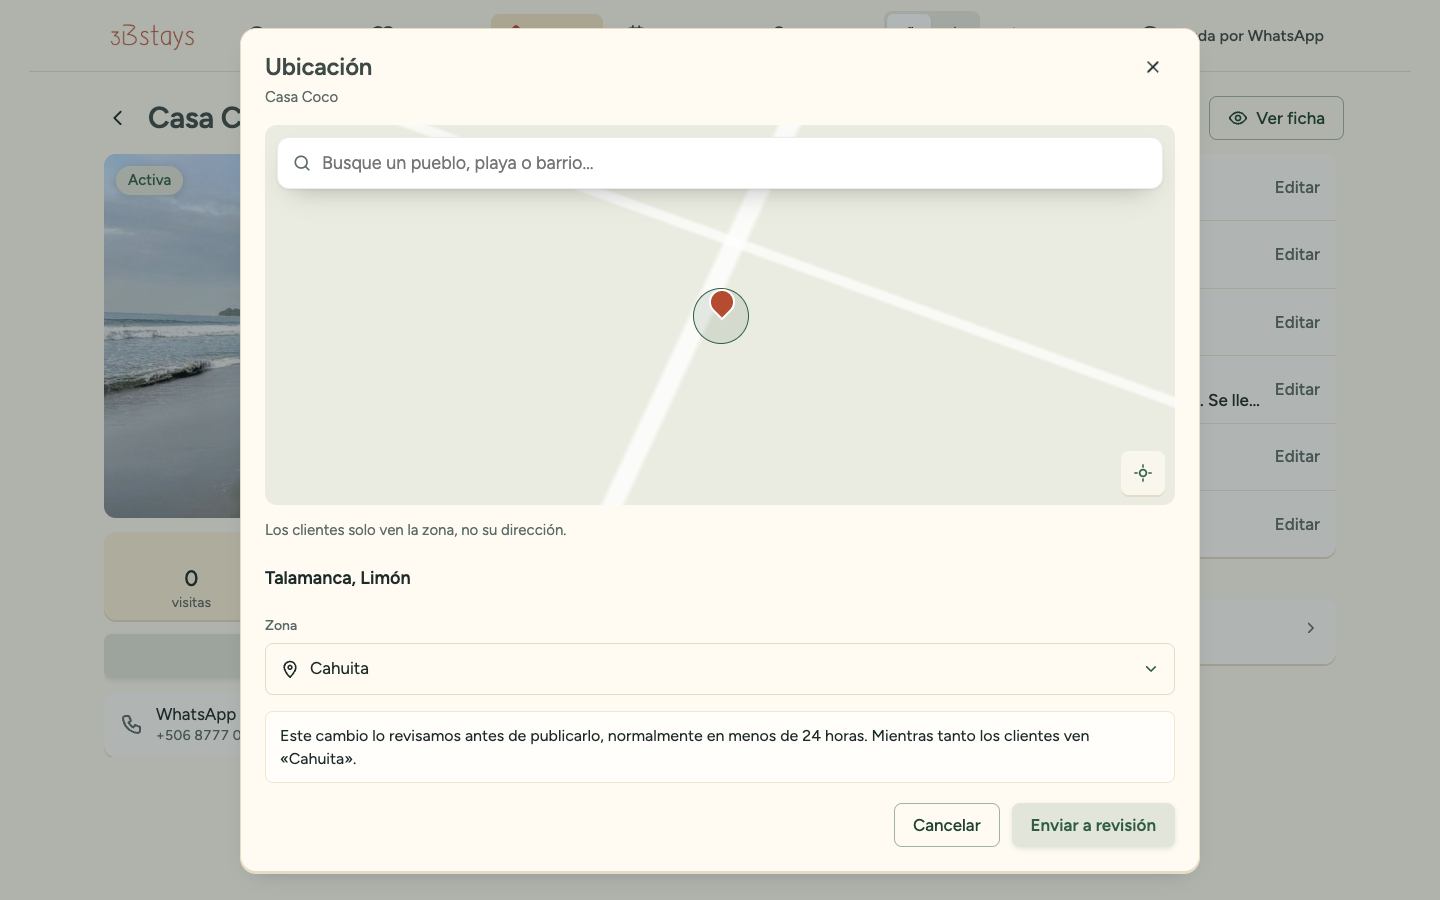 3Bstays
da por WhatsApp
Ubicación
Casa Coco
Casa C
Ver ficha
Activa
Busque un pueblo, playa o barrio...
Editar
Editar
Editar
. Se lle...
Editar
Editar
Editar
Los clientes solo ven la zona, no su dirección.
Talamanca, Limón
0
visitas
Zona
Cahuita
WhatsApp
+506 8777 0
Este cambio lo revisamos antes de publicarlo, normalmente en menos de 24 horas. Mientras tanto los clientes ven
«Cahuita».
Cancelar
Enviar a revisión